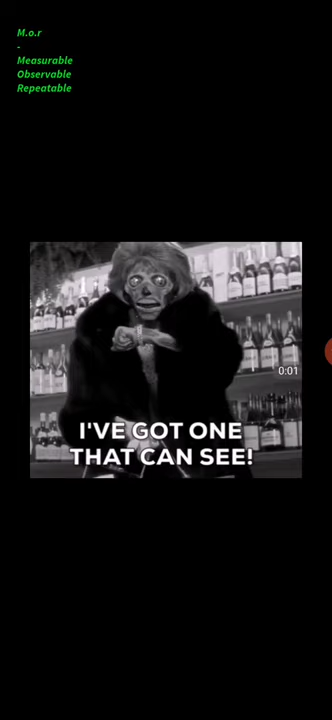 M.o.r
-
Measurable
Observable
Repeatable
0:01
I'VE GOT ONE
THAT CAN SEE!